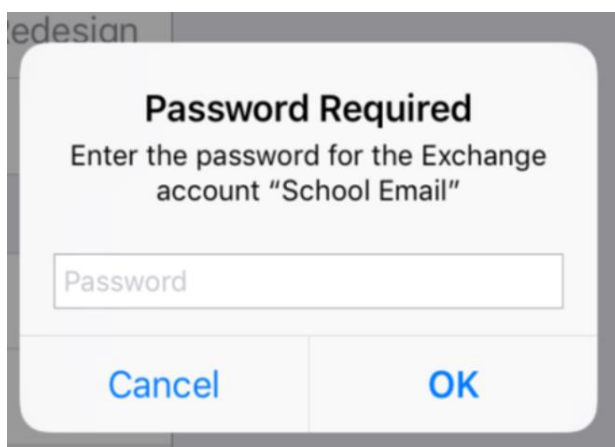 edesign
Password Required
Enter the password for the Exchange
account “School Email”
Password
Cancel
OK